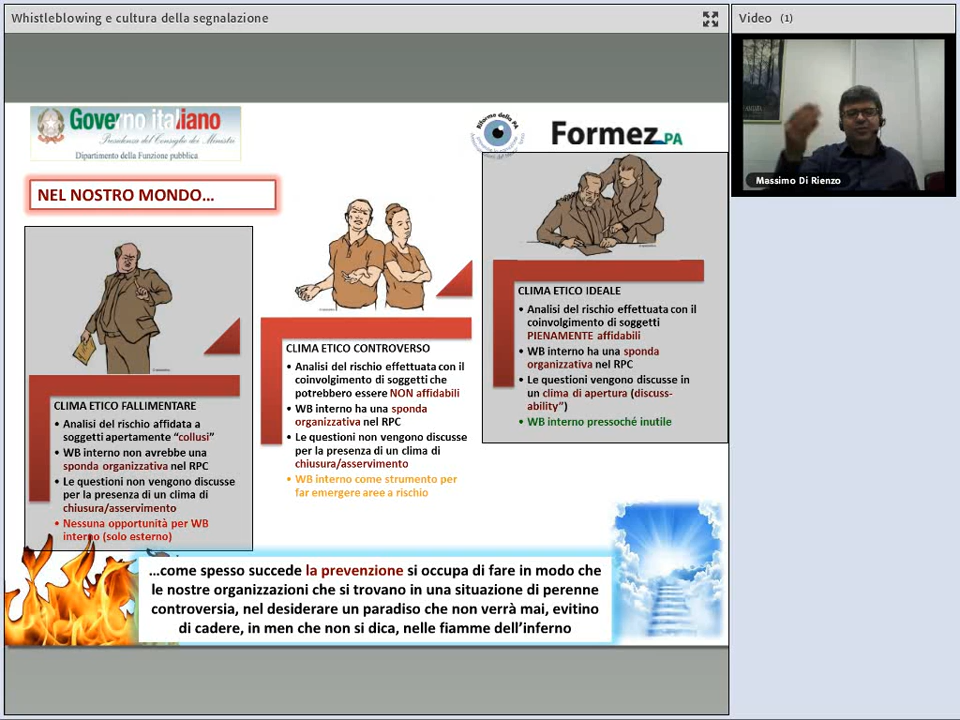 Whistleblowing e cultura della segnalazione
Video (1)
Massimo Di Rienzo
Governo italiano
Presidenza del Consiglio dei Ministri
Dipartimento della Funzione pubblica
Riforme della PA
Formez PA
NEL NOSTRO MONDO...
CLIMA ETICO FALLIMENTARE
• Analisi del rischio affidata a
soggetti apertamente “collusi”
• WB interno non avrebbe una
sponda organizzativa nel RPC
• Le questioni non vengono discusse
per la presenza di un clima di
chiusura/asservimento
• Nessuna opportunità per WB
interno (solo esterno)
CLIMA ETICO CONTROVERSO
• Analisi del rischio effettuata con il
coinvolgimento di soggetti che
potrebbero essere NON affidabili
• WB interno ha una sponda
organizzativa nel RPC
• Le questioni non vengono discusse
per la presenza di un clima di
chiusura/asservimento
• WB interno come strumento per
far emergere aree a rischio
CLIMA ETICO IDEALE
• Analisi del rischio effettuata con il
coinvolgimento di soggetti
PIENAMENTE affidabili
• WB interno ha una sponda
organizzativa nel RPC
• Le questioni vengono discusse in
un clima di apertura (discuss-
ability”)
• WB interno pressoché inutile
...come spesso succede la prevenzione si occupa di fare in modo che
le nostre organizzazioni che si trovano in una situazione di perenne
controversia, nel desiderare un paradiso che non verrà mai, evitino
di cadere, in men che non si dica, nelle fiamme dell’inferno